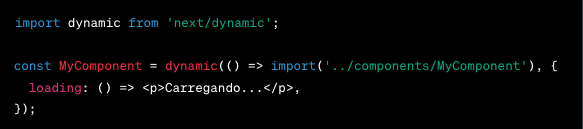 import dynamic from 'next/dynamic';
const MyComponent = dynamic(() => import('../components/MyComponent'), {
  loading: () => <p>Carregando...</p>,
});